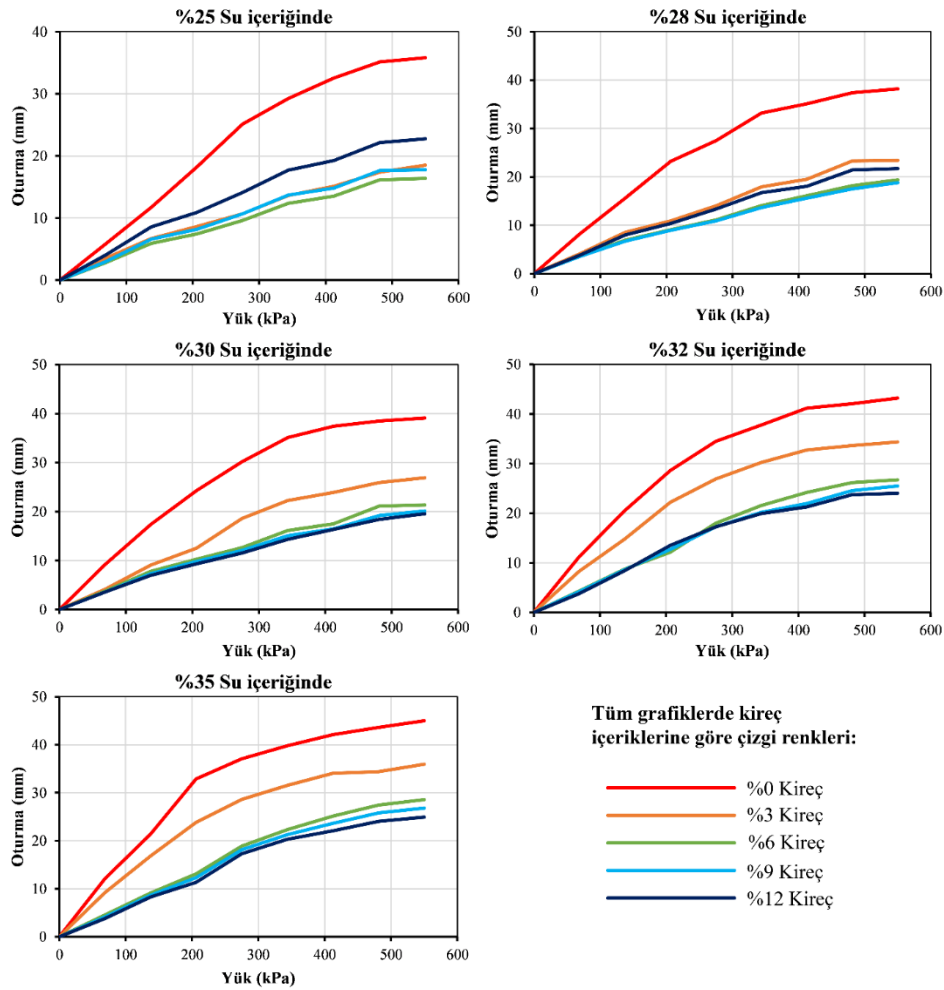 %25 Su içeriğinde
40
30
20
10
0
Oturma (mm)
0 100 200 300 400 500 600
Yük (kPa)
%28 Su içeriğinde
50
40
30
20
10
0
Oturma (mm)
0 100 200 300 400 500 600
Yük (kPa)
%30 Su içeriğinde
50
40
30
20
10
0
Oturma (mm)
0 100 200 300 400 500 600
Yük (kPa)
%32 Su içeriğinde
50
40
30
20
10
0
Oturma (mm)
0 100 200 300 400 500 600
Yük (kPa)
%35 Su içeriğinde
50
40
30
20
10
0
Oturma (mm)
0 100 200 300 400 500 600
Yük (kPa)
Tüm grafiklerde kireç
içeriklerine göre çizgi renkleri:
%0 Kireç
%3 Kireç
%6 Kireç
%9 Kireç
%12 Kireç